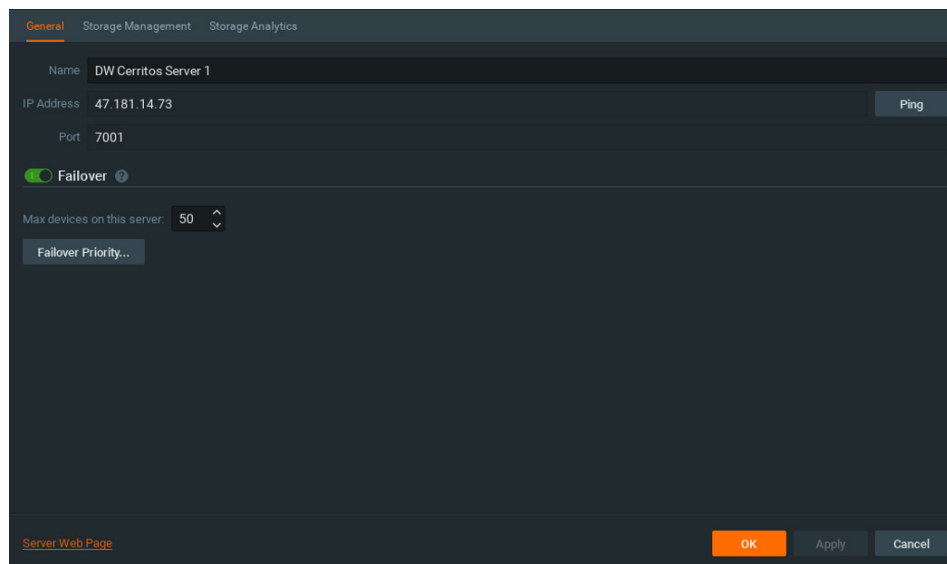 General Storage Management Storage Analytics
Name DW Cerritos Server 1
IP Address 47.181.14.73 Ping
Port 7001
Failover ?
Max devices on this server: 50
Failover Priority...
Server Web Page OK Apply Cancel